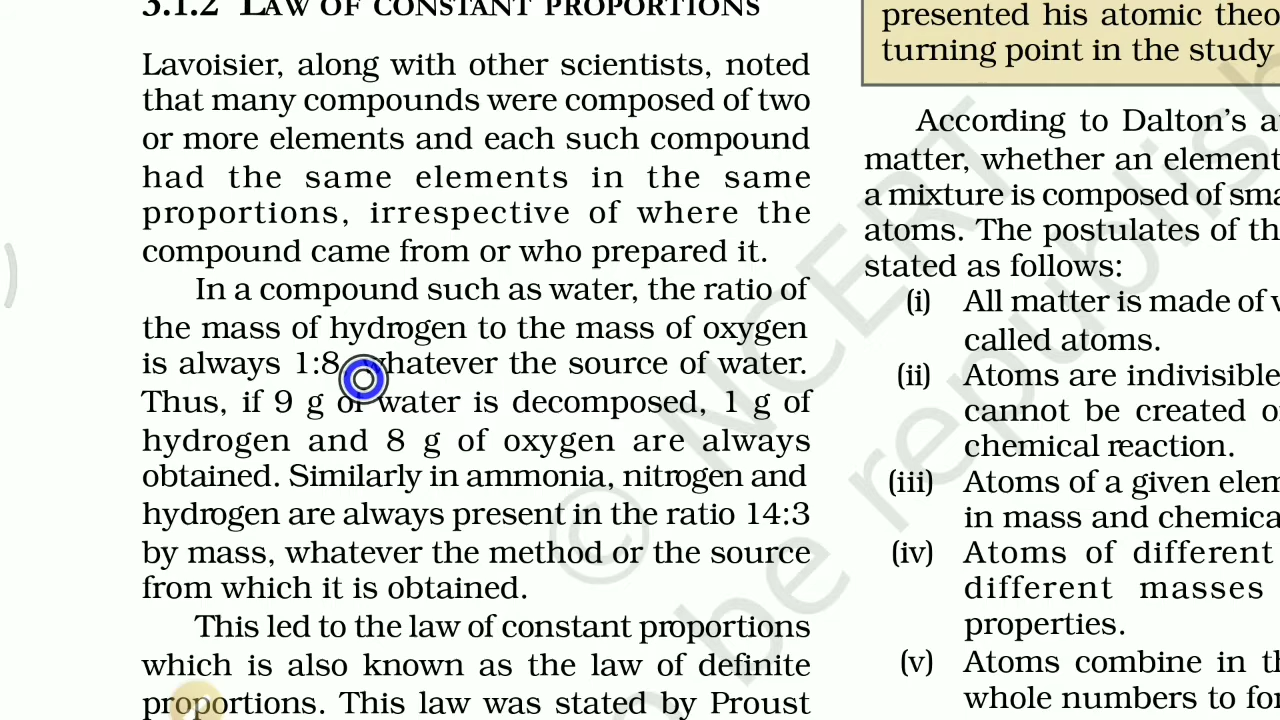 3.1.2 LAW OF CONSTANT PROPORTIONS
Lavoisier, along with other scientists, noted
that many compounds were composed of two
or more elements and each such compound
had the same elements in the same
proportions, irrespective of where the
compound came from or who prepared it.
In a compound such as water, the ratio of
the mass of hydrogen to the mass of oxygen
is always 1:8, whatever the source of water.
Thus, if 9 g of water is decomposed, 1 g of
hydrogen and 8 g of oxygen are always
obtained. Similarly in ammonia, nitrogen and
hydrogen are always present in the ratio 14:3
by mass, whatever the method or the source
from which it is obtained.
This led to the law of constant proportions
which is also known as the law of definite
proportions. This law was stated by Proust
presented his atomic theo
turning point in the study
According to Dalton's a
matter, whether an element
a mixture is composed of sma
atoms. The postulates of th
stated as follows:
(i) All matter is made of v
called atoms.
(ii) Atoms are indivisible
cannot be created o
chemical reaction.
(iii) Atoms of a given elem
in mass and chemica
(iv) Atoms of different
different masses
properties.
(v) Atoms combine in th
whole numbers to for
© NCERT
be republish